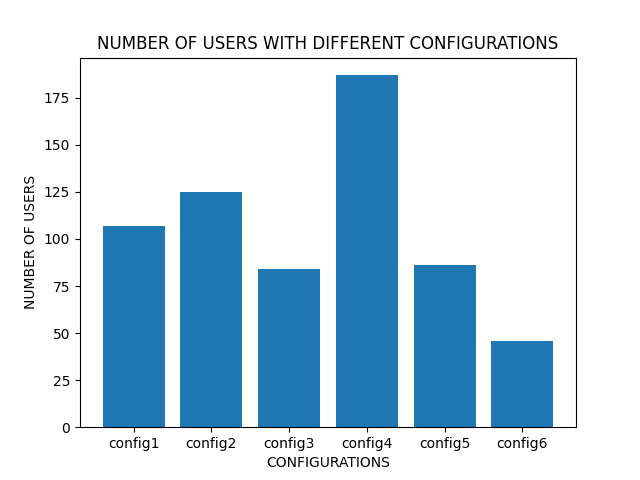 NUMBER OF USERS WITH DIFFERENT CONFIGURATIONS
NUMBER OF USERS
175
150
125
100
75
50
25
0
config1 config2 config3 config4 config5 config6
CONFIGURATIONS